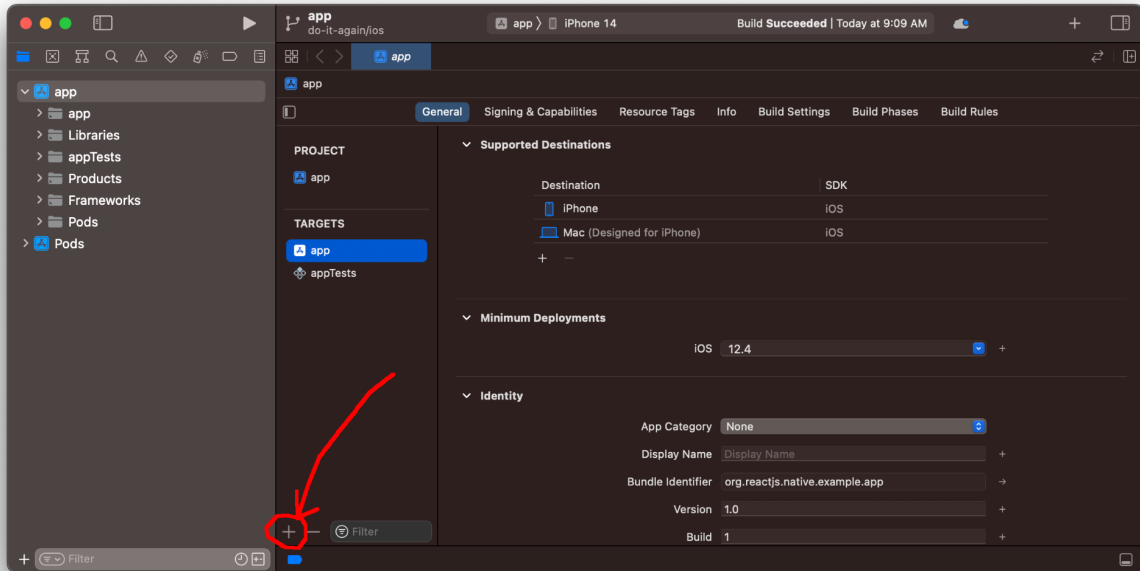 app
do-it-again/ios
app
iPhone 14
Build Succeeded | Today at 9:09 AM
app
app
app
app
Libraries
appTests
Products
Frameworks
Pods
Pods
General
Signing & Capabilities
Resource Tags
Info
Build Settings
Build Phases
Build Rules
PROJECT
app
TARGETS
app
appTests
Filter
Supported Destinations
Destination SDK
iPhone iOS
Mac (Designed for iPhone) iOS
Minimum Deployments
iOS 12.4
Identity
App Category None
Display Name Display Name
Bundle Identifier org.reactjs.native.example.app
Version 1.0
Build 1
Filter